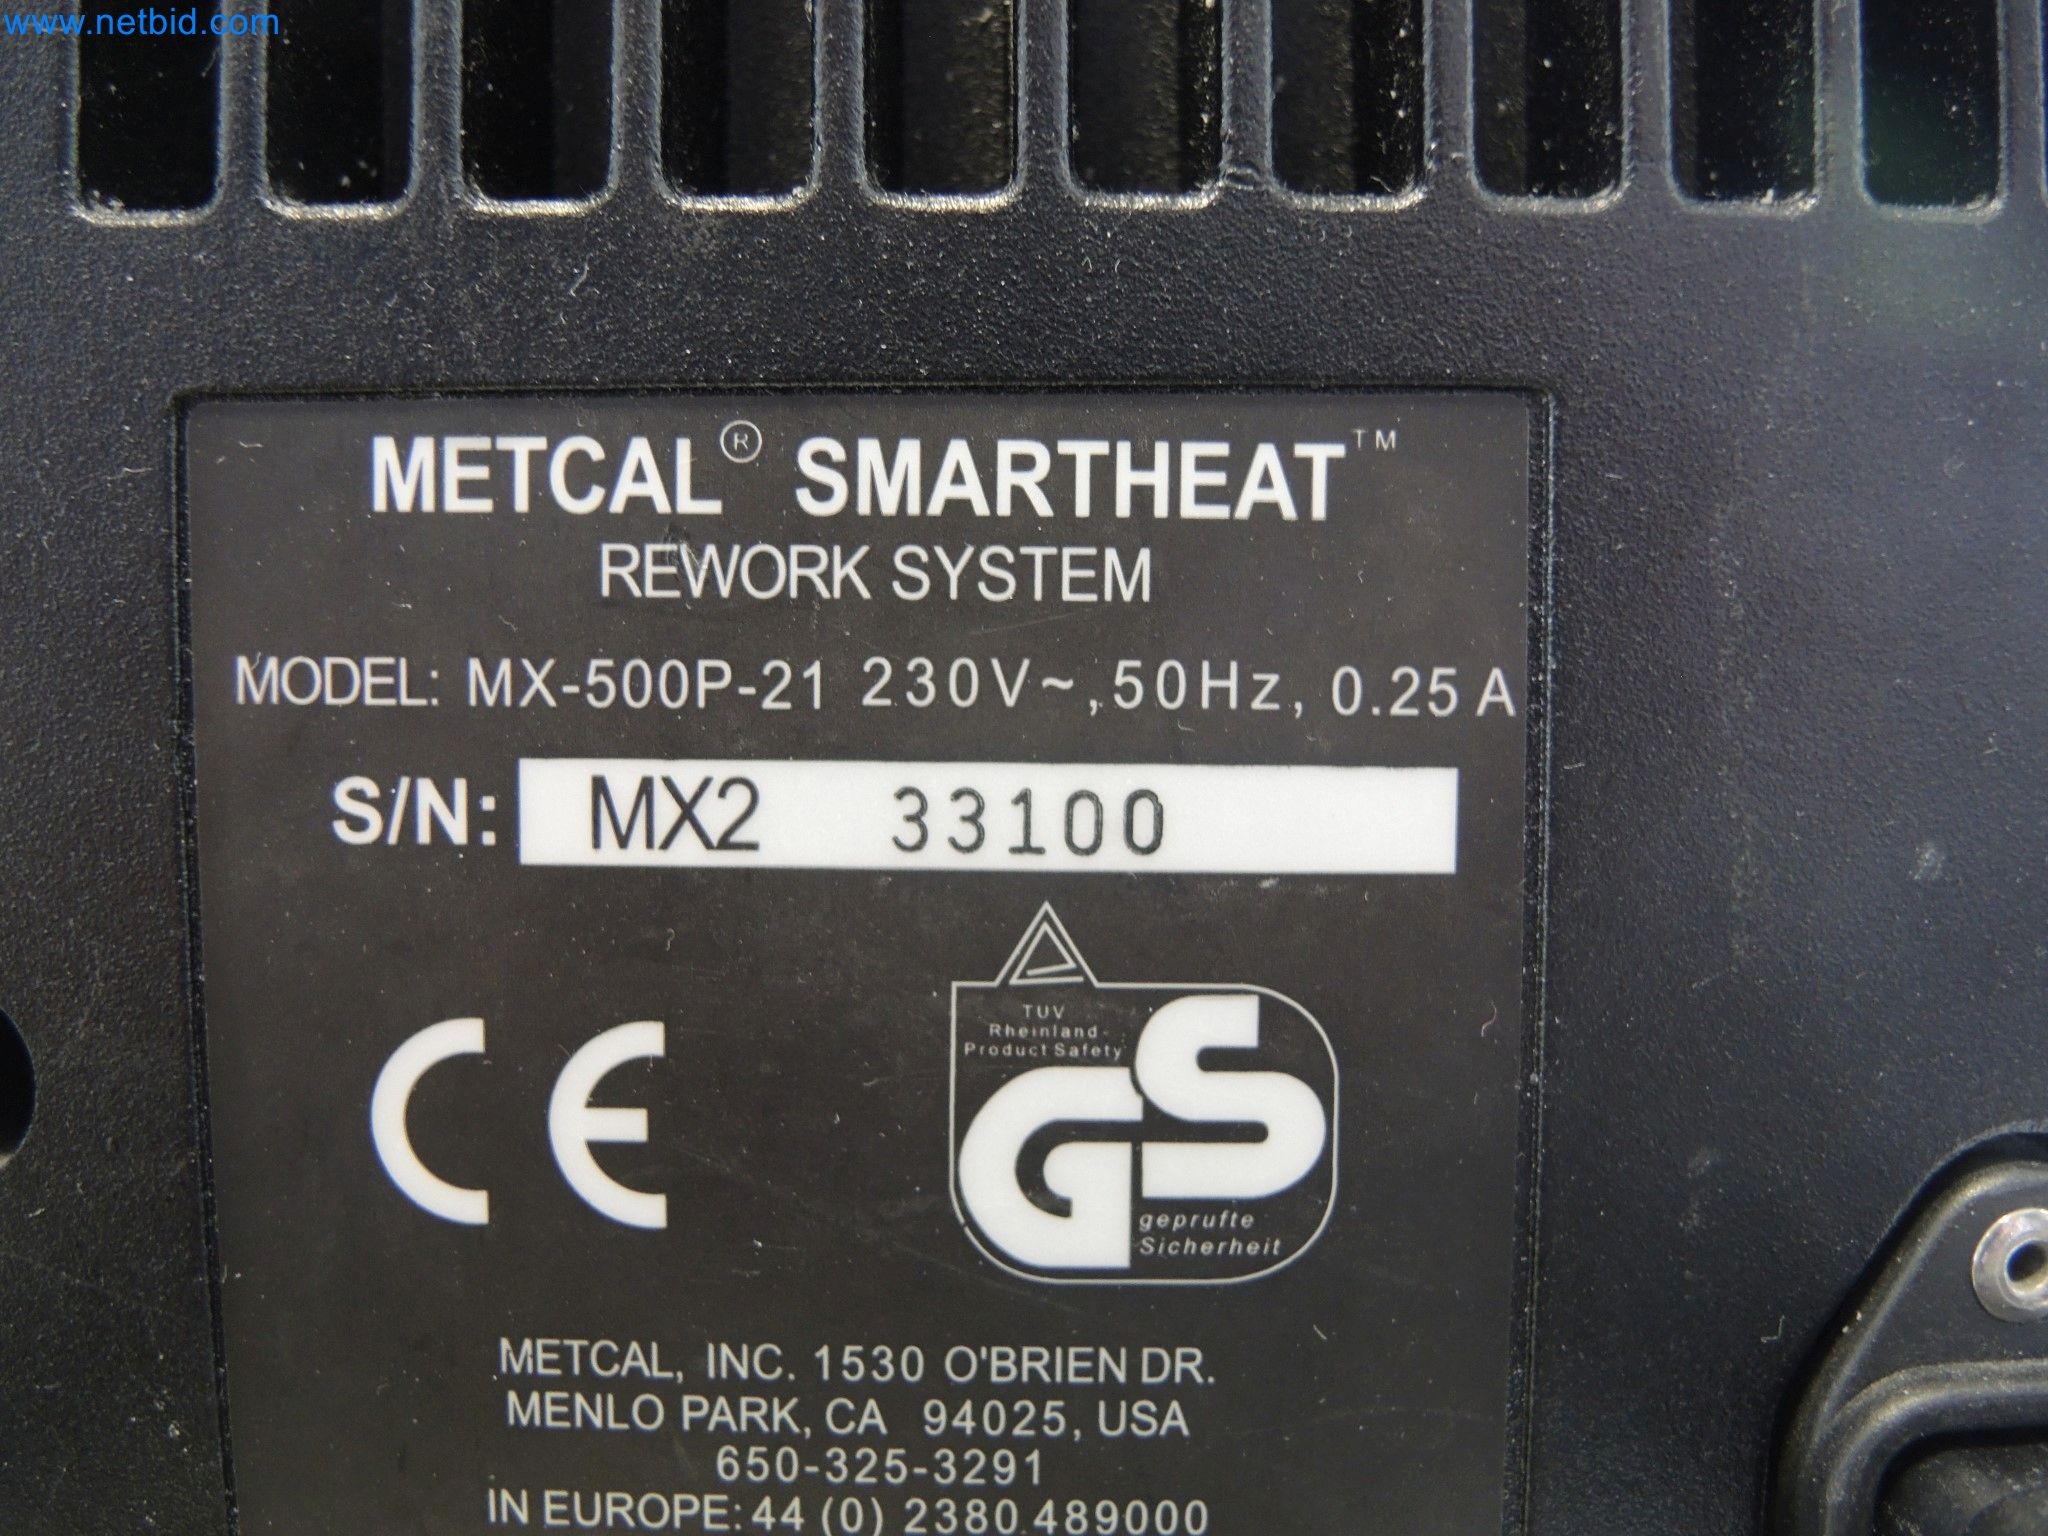 www.netbid.com
METCAL® SMARTHEAT™
REWORK SYSTEM
MODEL: MX-500P-21 230V~, 50Hz, 0.25 A
S/N: MX2 33100
TUV
Rheinland-
Product Safety
CE
GS
geprufte
Sicherheit
METCAL, INC. 1530 O'BRIEN DR.
MENLO PARK, CA 94025, USA
650-325-3291
IN EUROPE: 44 (0) 2380 489000